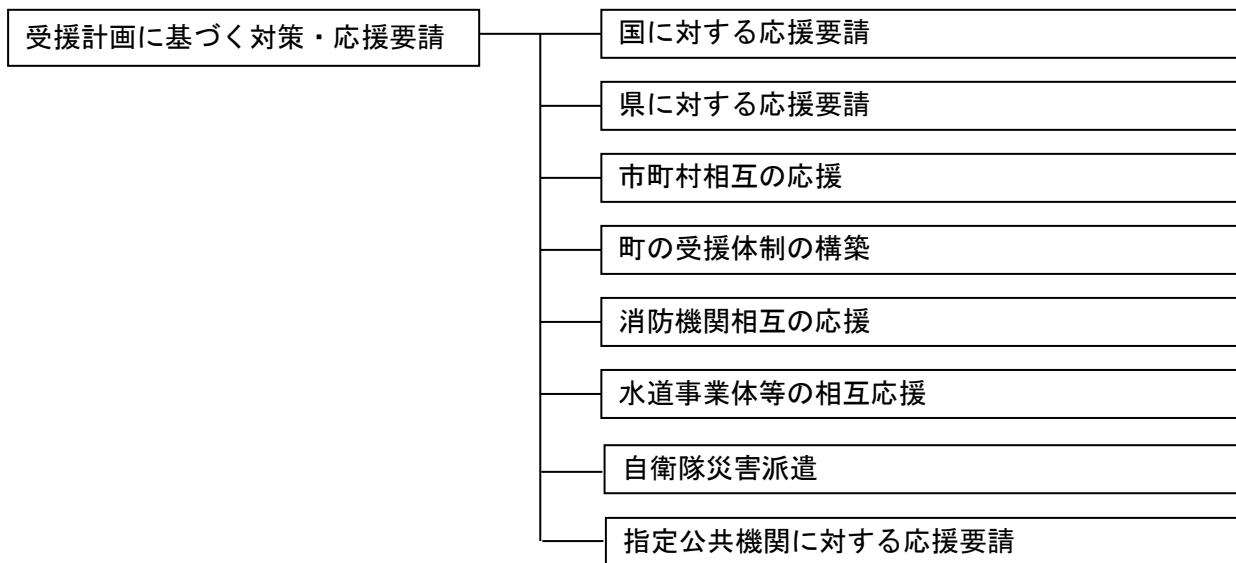 受援計画に基づく対策・応援要請
国に対する応援要請
県に対する応援要請
市町村相互の応援
町の受援体制の構築
消防機関相互の応援
水道事業体等の相互応援
自衛隊災害派遣
指定公共機関に対する応援要請